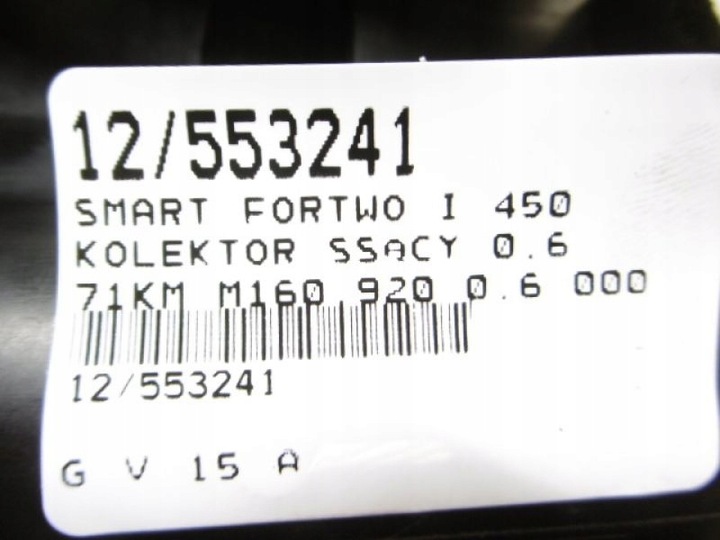 12/553241
SMART FORTWO I 450
KOLEKTOR SSACY 0.6
71KM M160.920 0.6 000
12/553241
G V 15 A